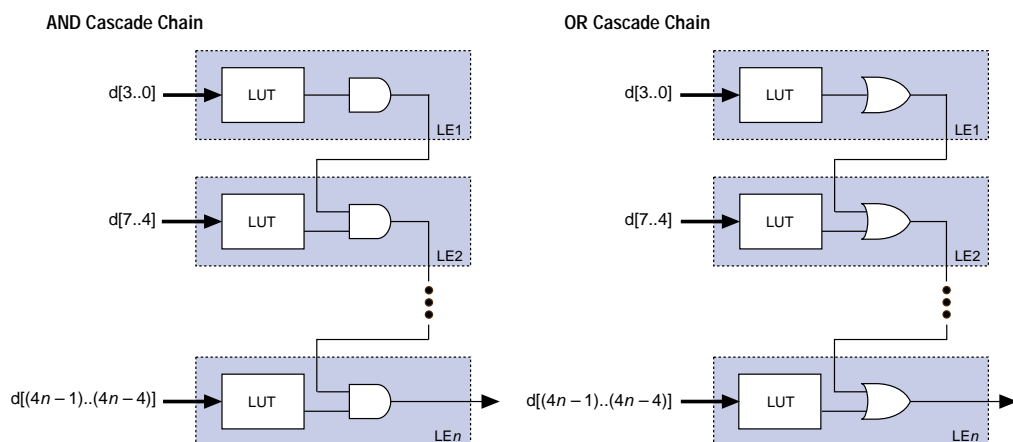 AND Cascade Chain
d[3..0]
LUT
LE1
d[7..4]
LUT
LE2
d[(4n – 1)..(4n – 4)]
LUT
LEn
OR Cascade Chain
d[3..0]
LUT
LE1
d[7..4]
LUT
LE2
d[(4n – 1)..(4n – 4)]
LUT
LEn